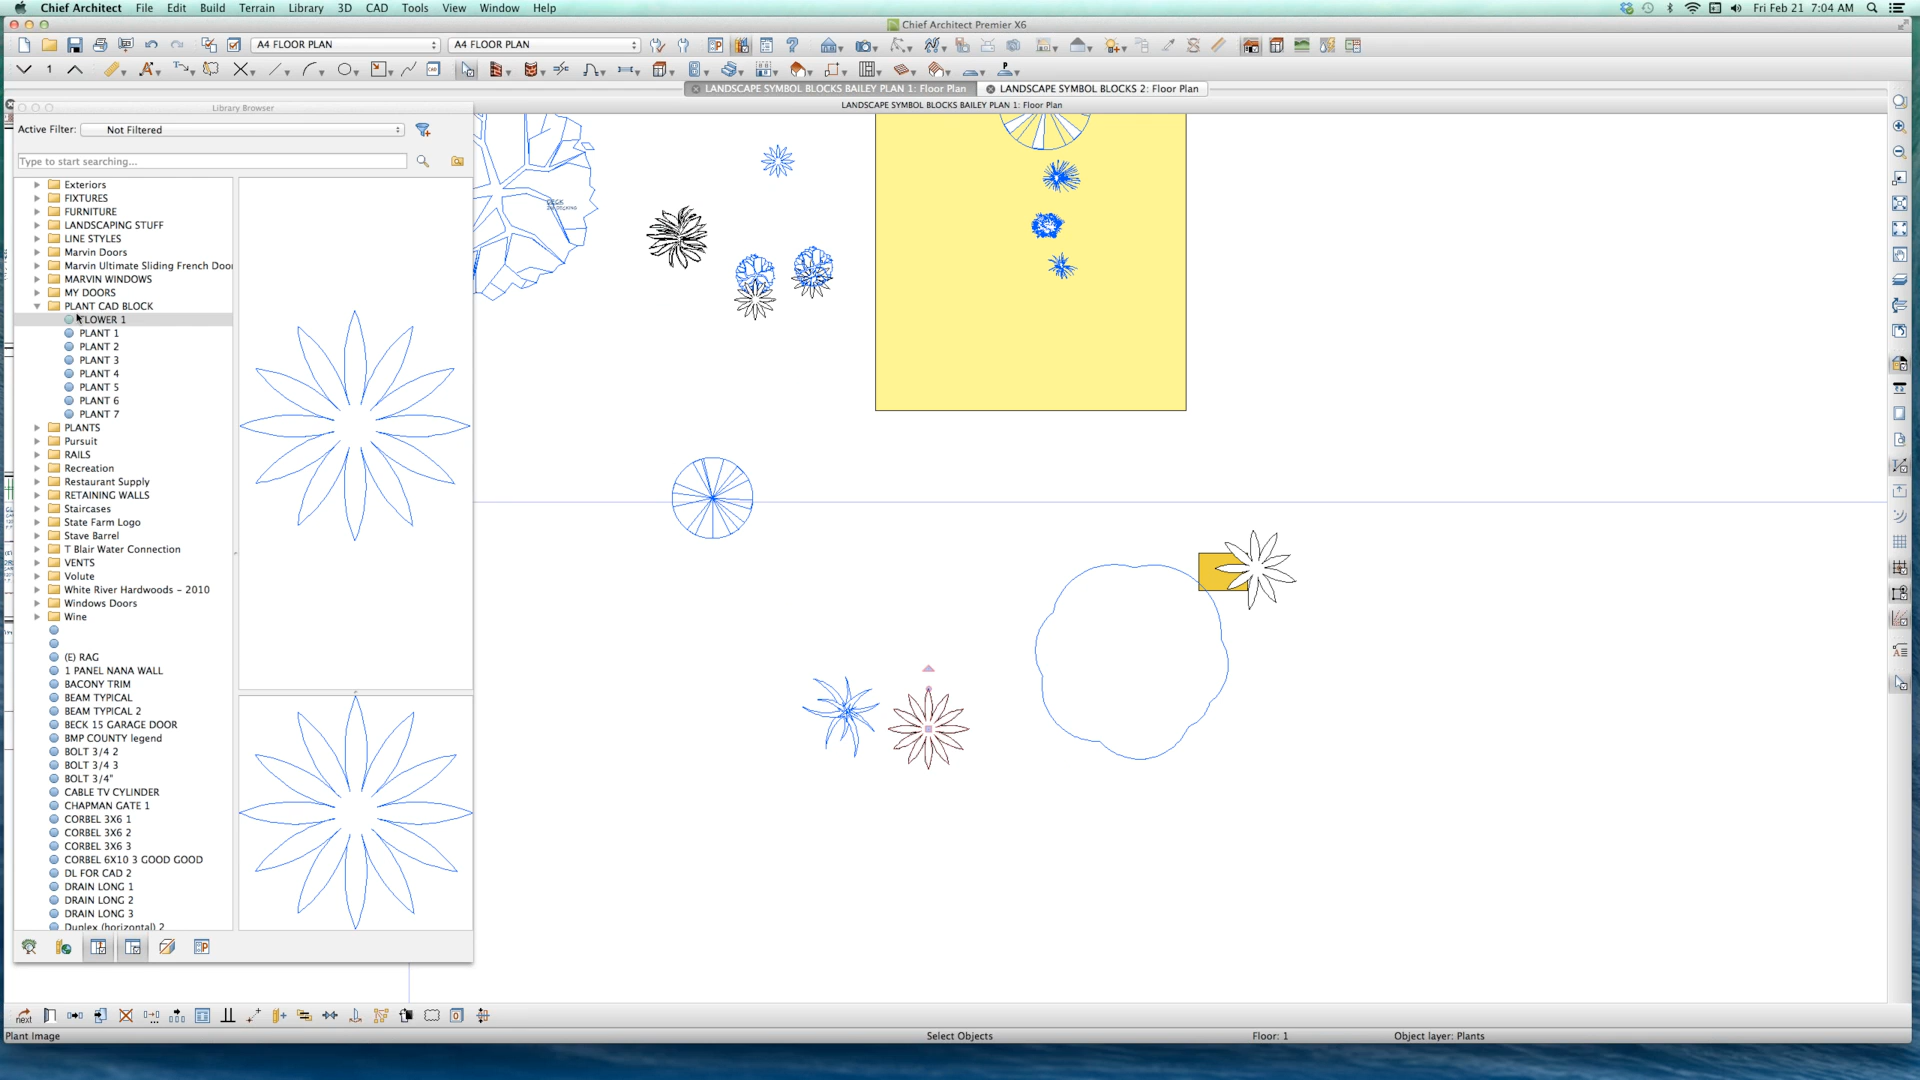 Chief Architect File Edit Build Terrain Library 3D CAD Tools View Window Help
Fri Feb 21 7:04 AM
Chief Architect Premier X6
A4 FLOOR PLAN
A4 FLOOR PLAN
1
LANDSCAPE SYMBOL BLOCKS BAILEY PLAN 1: Floor Plan
LANDSCAPE SYMBOL BLOCKS 2: Floor Plan
LANDSCAPE SYMBOL BLOCKS BAILEY PLAN 1: Floor Plan
Library Browser
Active Filter: Not Filtered
Type to start searching...
Exteriors
FIXTURES
FURNITURE
LANDSCAPING STUFF
LINE STYLES
Marvin Doors
Marvin Ultimate Sliding French Doo
MARVIN WINDOWS
MY DOORS
PLANT CAD BLOCK
FLOWER 1
PLANT 1
PLANT 2
PLANT 3
PLANT 4
PLANT 5
PLANT 6
PLANT 7
PLANTS
Pursuit
RAILS
Recreation
Restaurant Supply
RETAINING WALLS
Staircases
State Farm Logo
Stave Barrel
T Blair Water Connection
VENTS
Volute
White River Hardwoods - 2010
Windows Doors
Wine
(E) RAG
1 PANEL NANA WALL
BACONY TRIM
BEAM TYPICAL
BEAM TYPICAL 2
BECK 15 GARAGE DOOR
BMP COUNTY legend
BOLT 3/4 2
BOLT 3/4 3
BOLT 3/4"
CABLE TV CYLINDER
CHAPMAN GATE 1
CORBEL 3X6 1
CORBEL 3X6 2
CORBEL 3X6 3
CORBEL 6X10 3 GOOD GOOD
DL FOR CAD 2
DRAIN LONG 1
DRAIN LONG 2
DRAIN LONG 3
Duplex (horizontal) 2
DECK
next
Plant Image
Select Objects
Floor: 1
Object layer: Plants